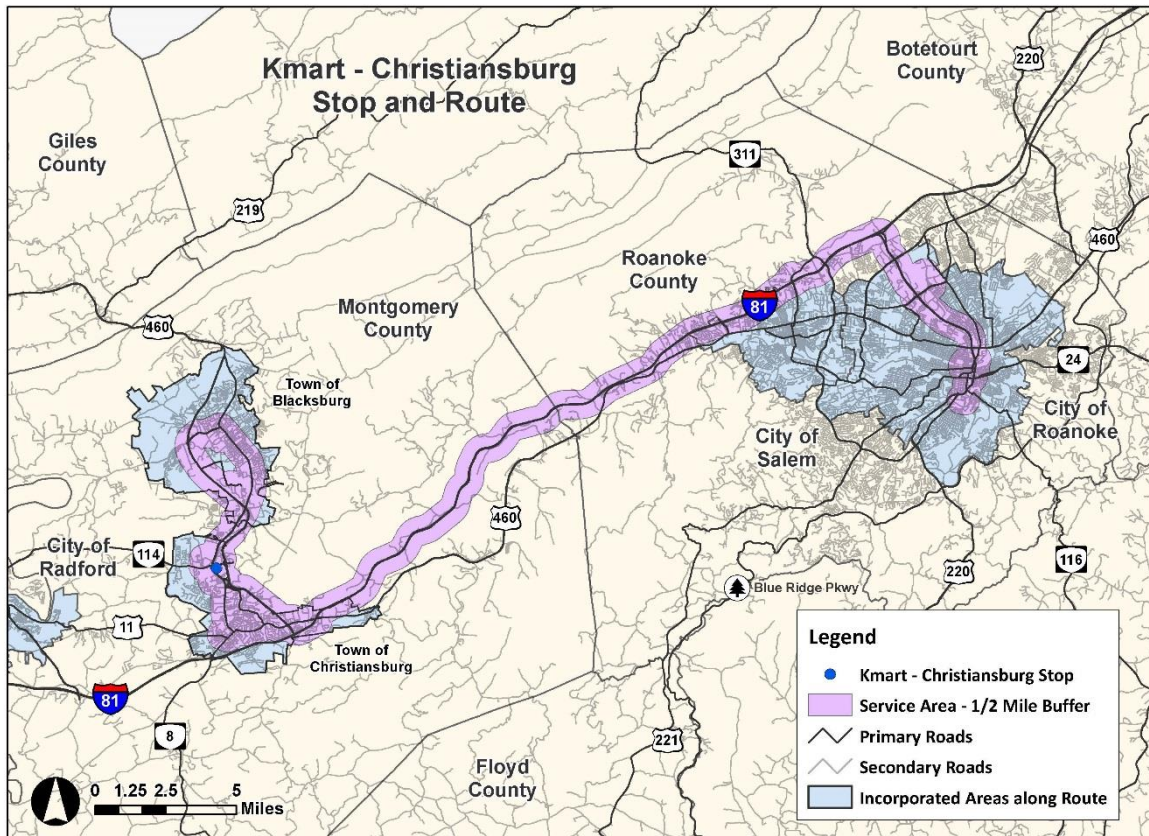 Kmart - Christiansburg
Stop and Route
Botetourt
County
220
Giles
County
311
219
460
Roanoke
County
81
Montgomery
County
460
24
Town of
Blacksburg
City of
Roanoke
City of
Salem
460
City of
Radford
114
116
220
Blue Ridge Pkwy
11
Town of
Christiansburg
81
8
221
Floyd
County
0 1.25 2.5 5
Miles
Legend
Kmart - Christiansburg Stop
Service Area - 1/2 Mile Buffer
Primary Roads
Secondary Roads
Incorporated Areas along Route